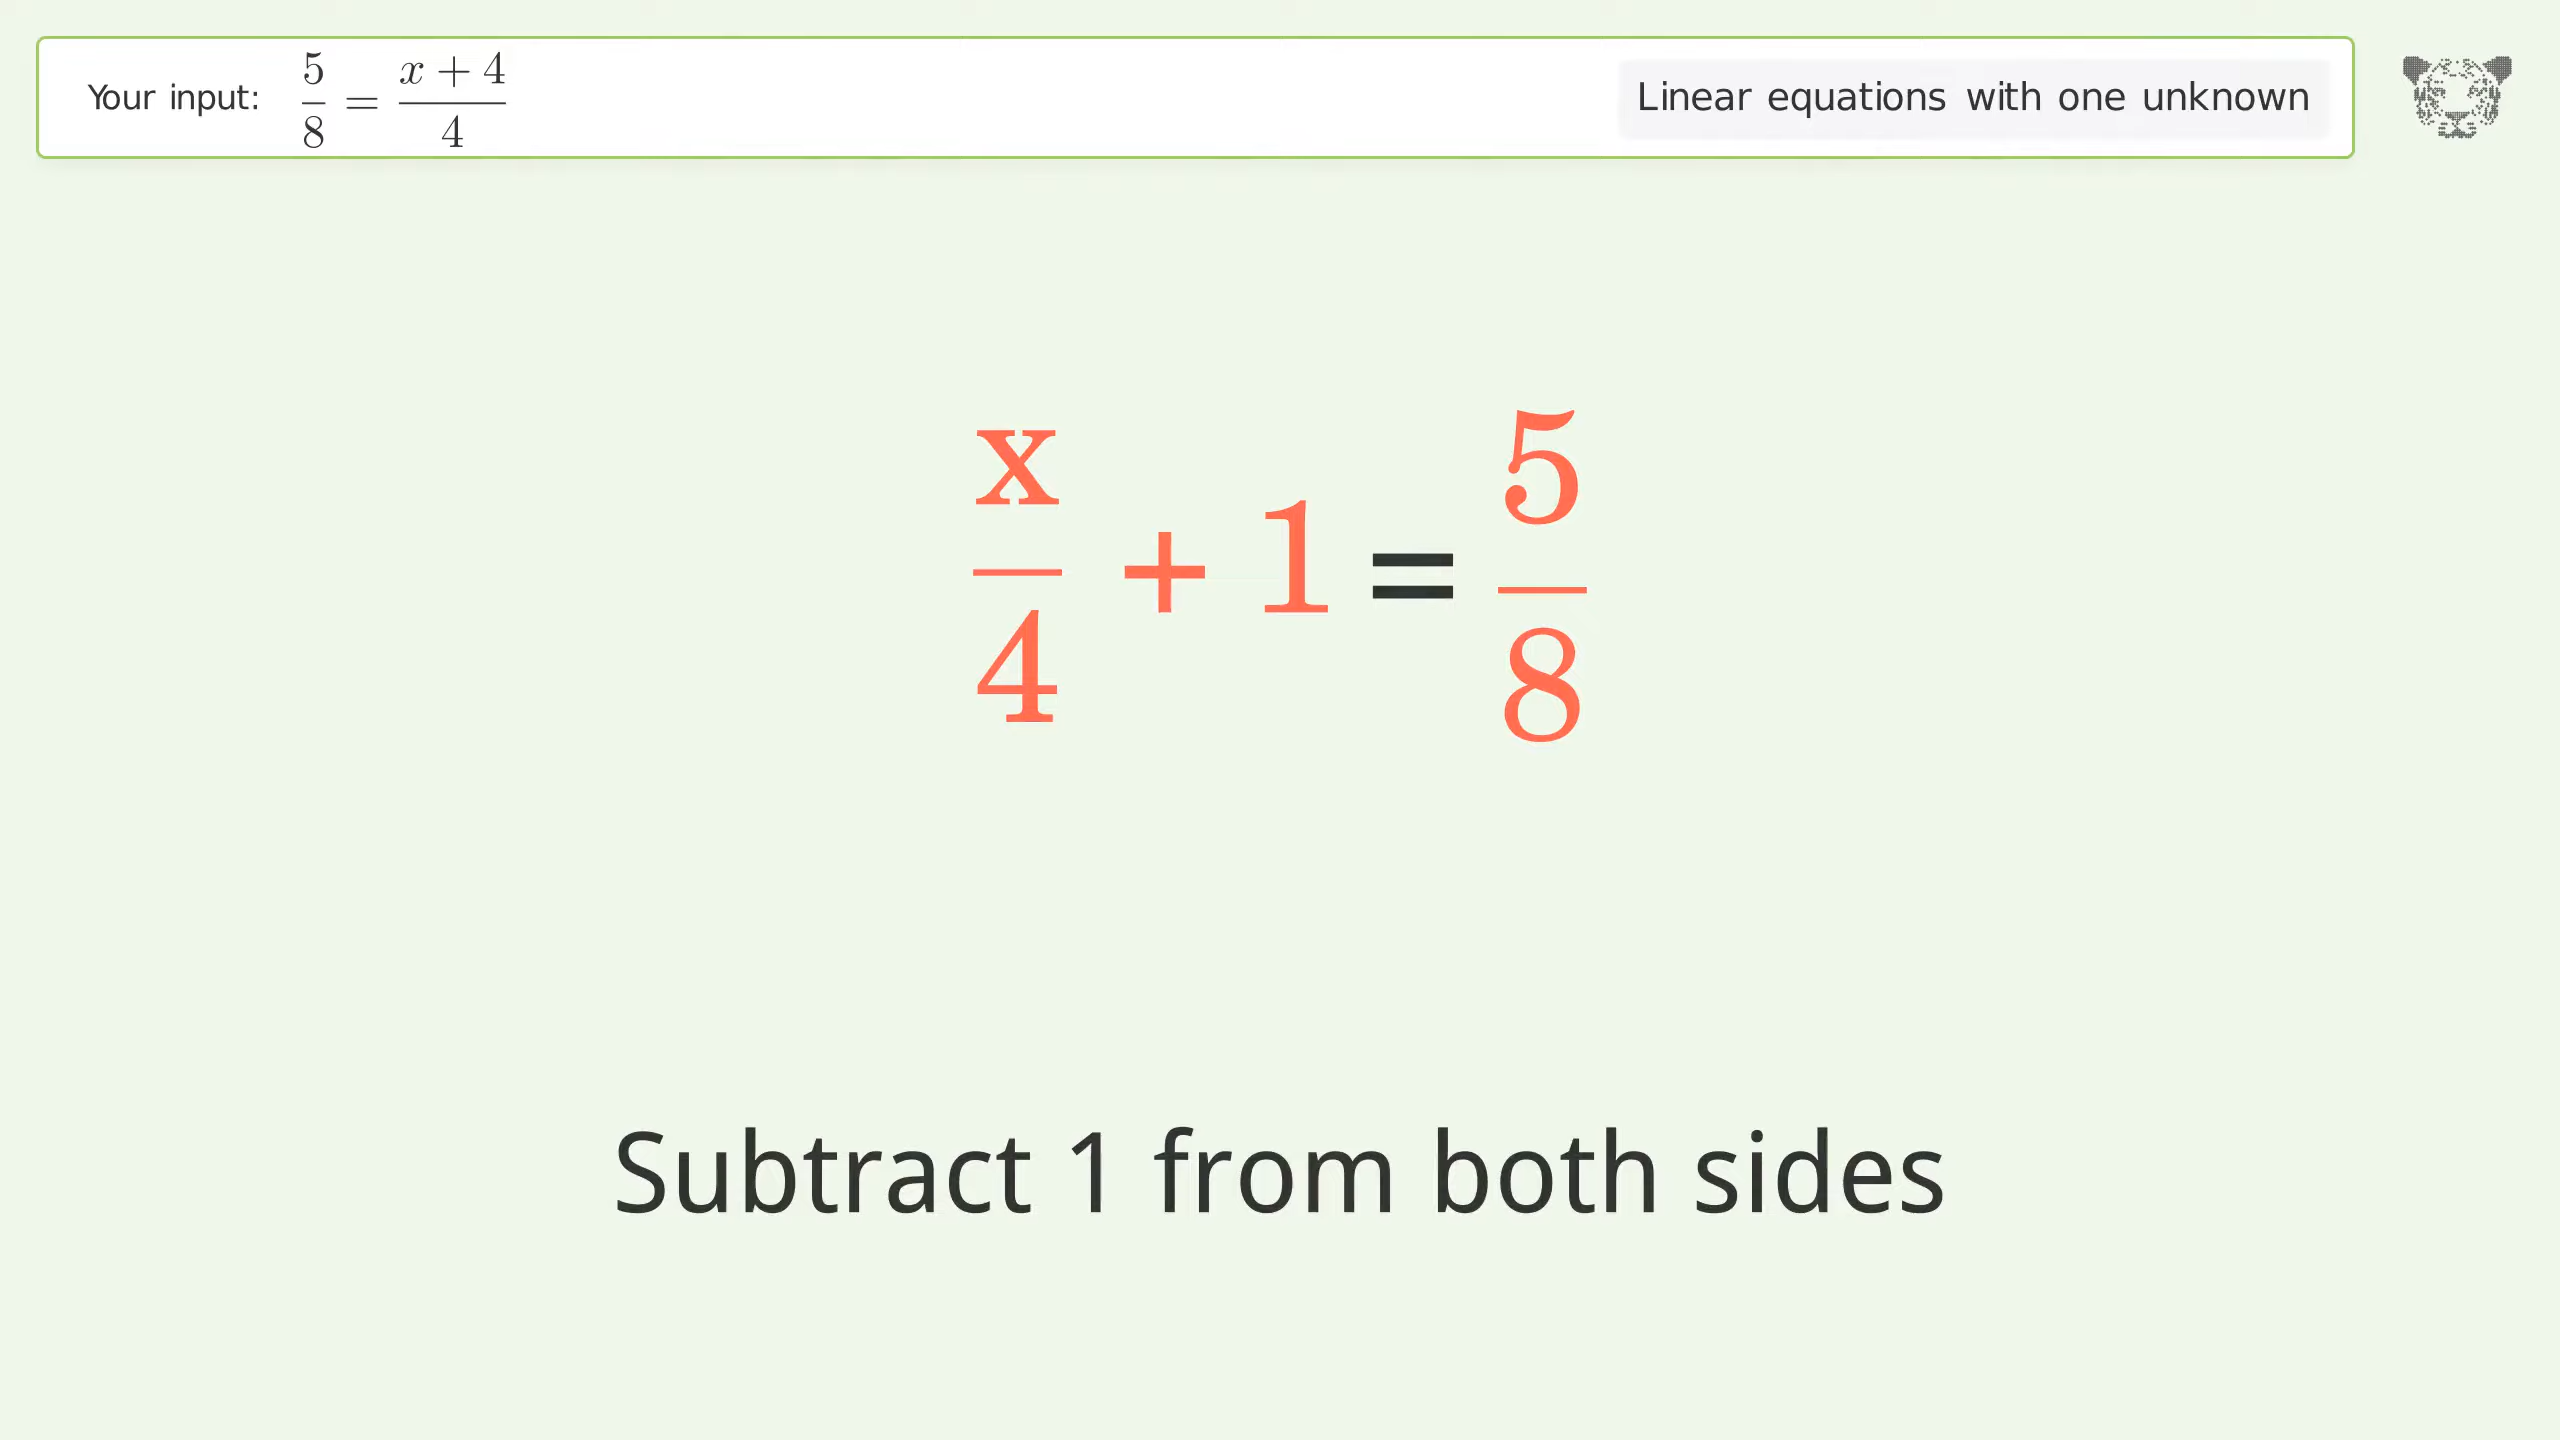 Your input: 5/8 = (x + 4)/4
Linear equations with one unknown
x/4 + 1 = 5/8
Subtract 1 from both sides